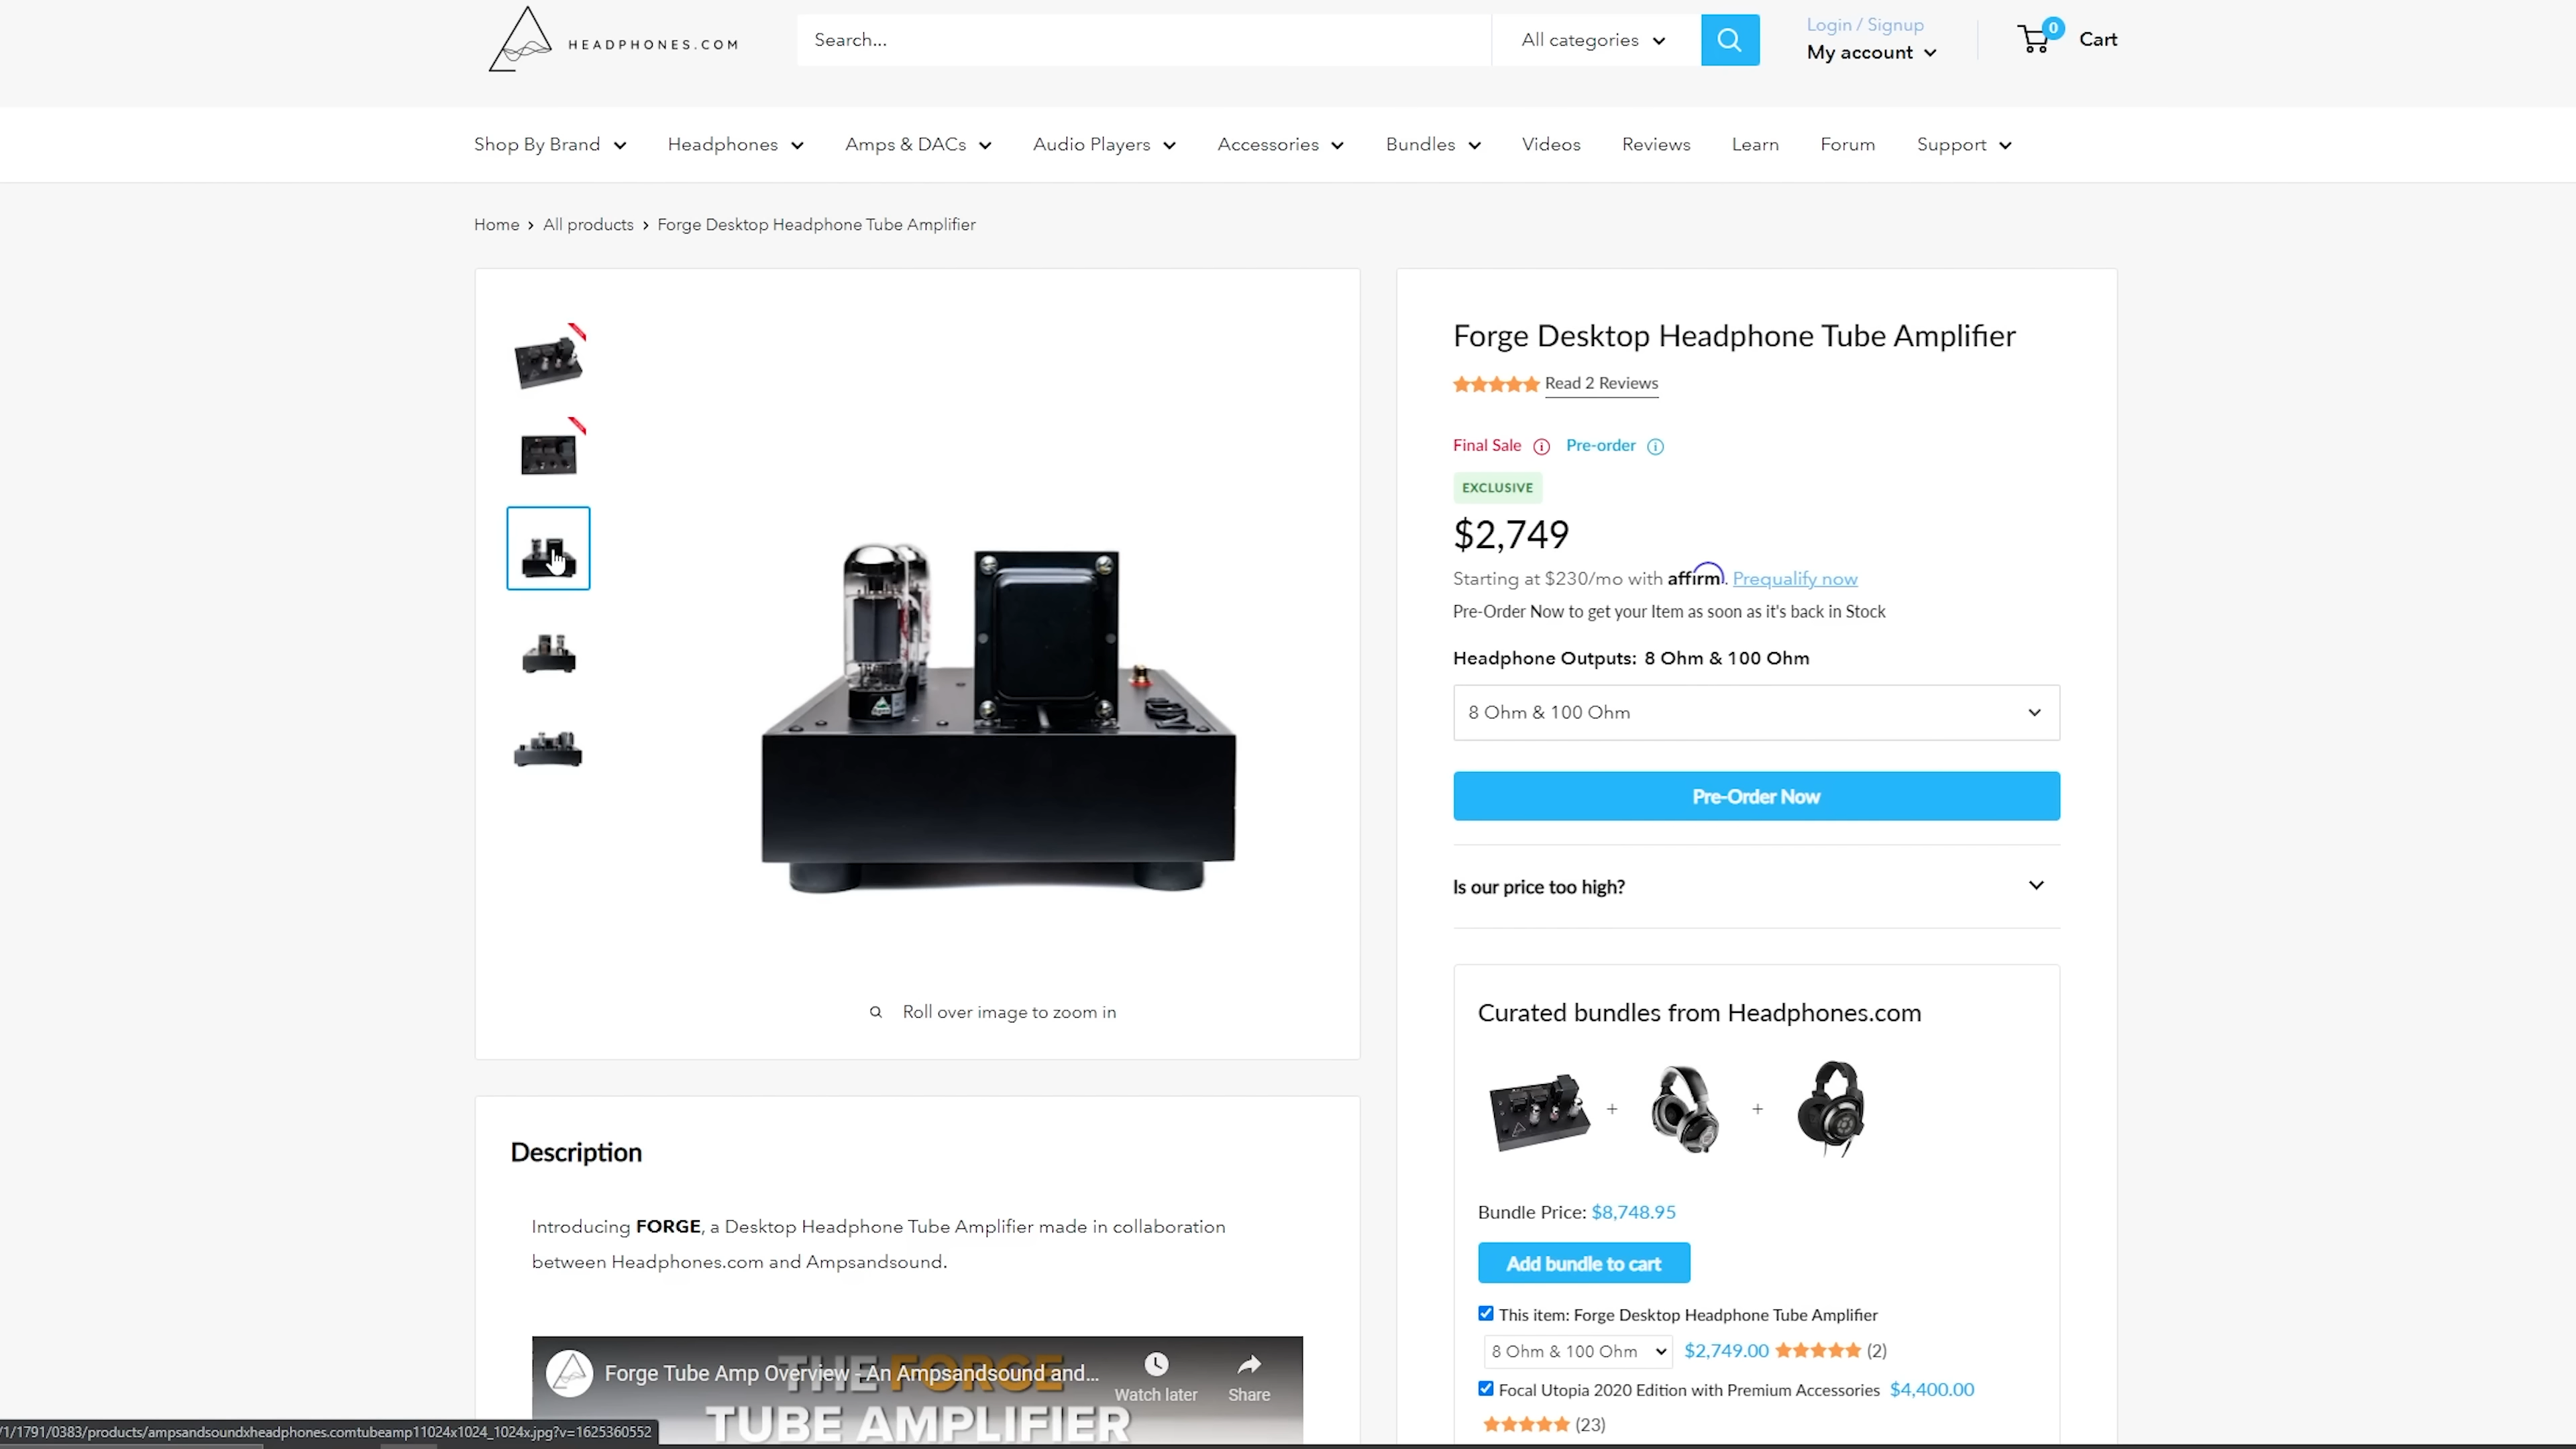 HEADPHONES.COM
Search...
All categories
Login / Signup
My account
0
Cart
Shop By Brand
Headphones
Amps & DACs
Audio Players
Accessories
Bundles
Videos
Reviews
Learn
Forum
Support
Home › All products › Forge Desktop Headphone Tube Amplifier
Forge Desktop Headphone Tube Amplifier
Read 2 Reviews
Final Sale
Pre-order
EXCLUSIVE
$2,749
Starting at $230/mo with affirm. Prequalify now
Pre-Order Now to get your Item as soon as it's back in Stock
Headphone Outputs: 8 Ohm & 100 Ohm
8 Ohm & 100 Ohm
Pre-Order Now
Is our price too high?
Roll over image to zoom in
Curated bundles from Headphones.com
+
+
Bundle Price: $8,748.95
Add bundle to cart
This item: Forge Desktop Headphone Tube Amplifier
8 Ohm & 100 Ohm
$2,749.00
(2)
Focal Utopia 2020 Edition with Premium Accessories $4,400.00
(23)
Description
Introducing FORGE, a Desktop Headphone Tube Amplifier made in collaboration
between Headphones.com and Ampsandsound.
Forge Tube Amp Overview - An Ampsandsound and...
Watch later
Share
THE FORGE
TUBE AMPLIFIER
/1/1791/0383/products/ampsandsoundxheadphones.comtubeamp11024x1024_1024x.jpg?v=1625360552